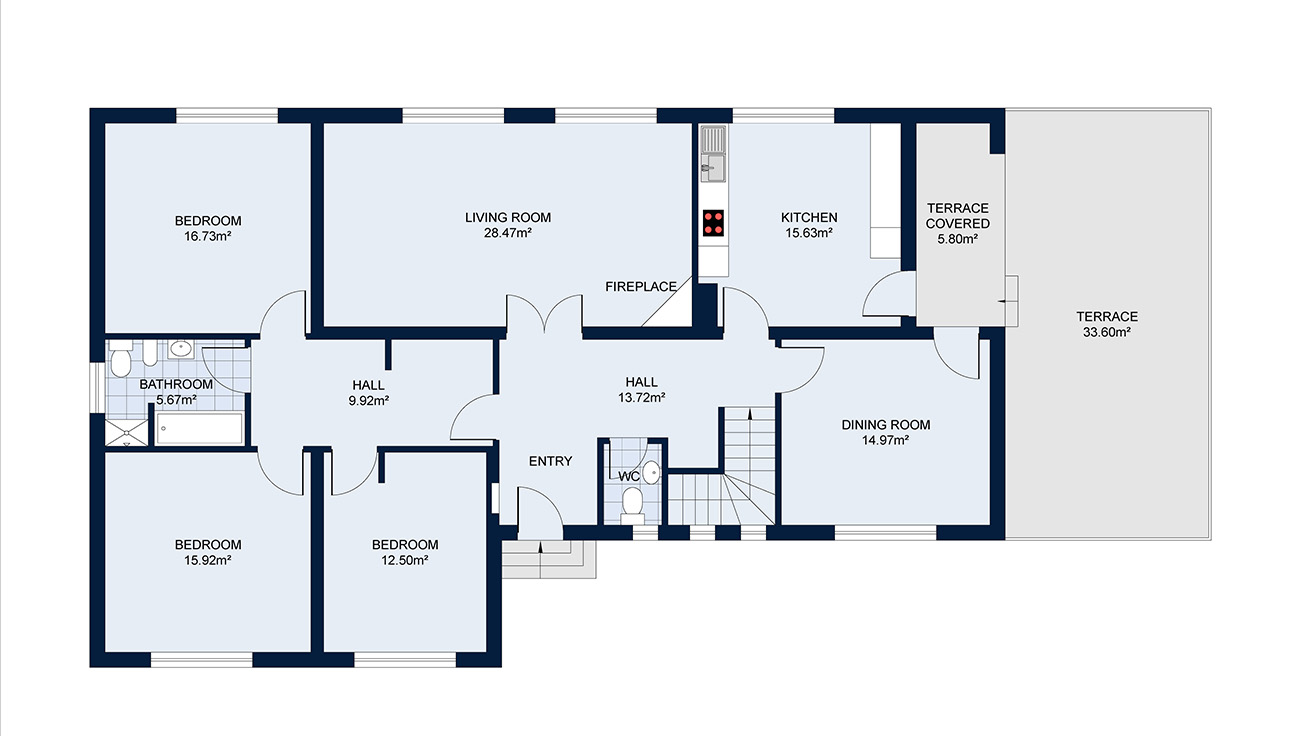 BEDROOM
16.73m²
LIVING ROOM
28.47m²
FIREPLACE
KITCHEN
15.63m²
TERRACE
COVERED
5.80m²
TERRACE
33.60m²
BATHROOM
5.67m²
HALL
9.92m²
HALL
13.72m²
DINING ROOM
14.97m²
ENTRY
WC
BEDROOM
15.92m²
BEDROOM
12.50m²